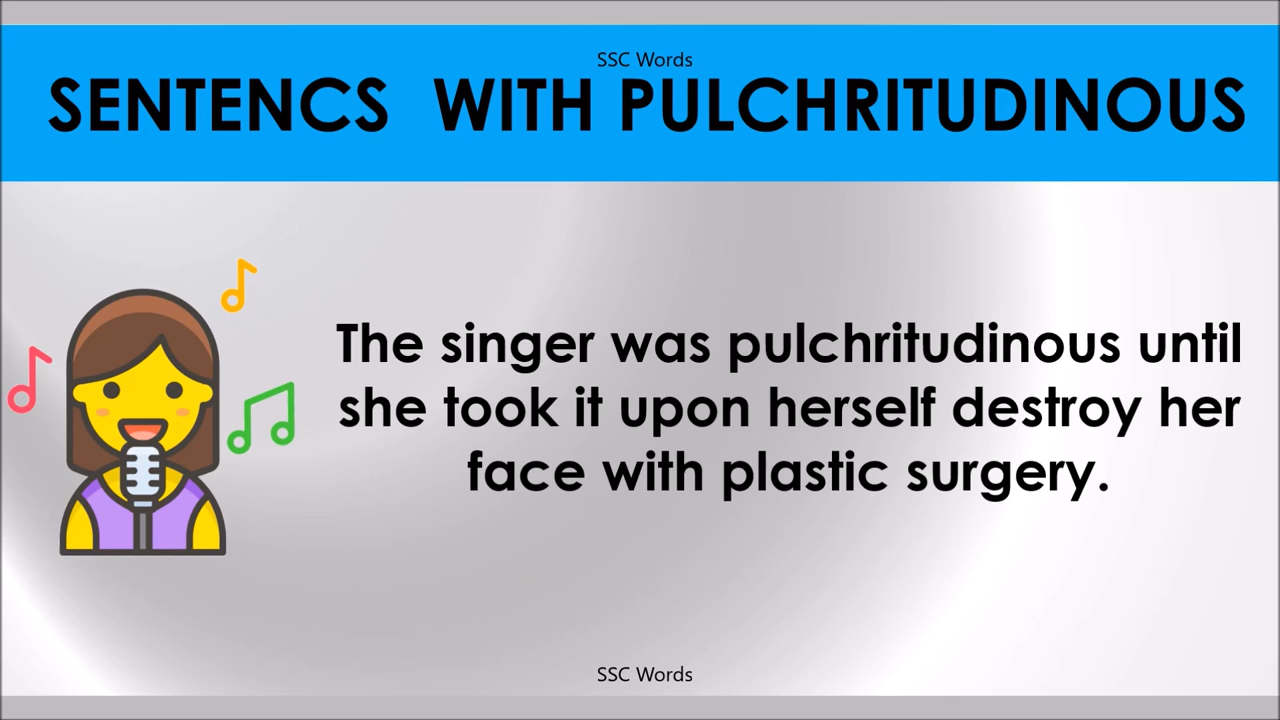 SSC Words
SENTENCS WITH PULCHRITUDINOUS
The singer was pulchritudinous until
she took it upon herself destroy her
face with plastic surgery.
SSC Words